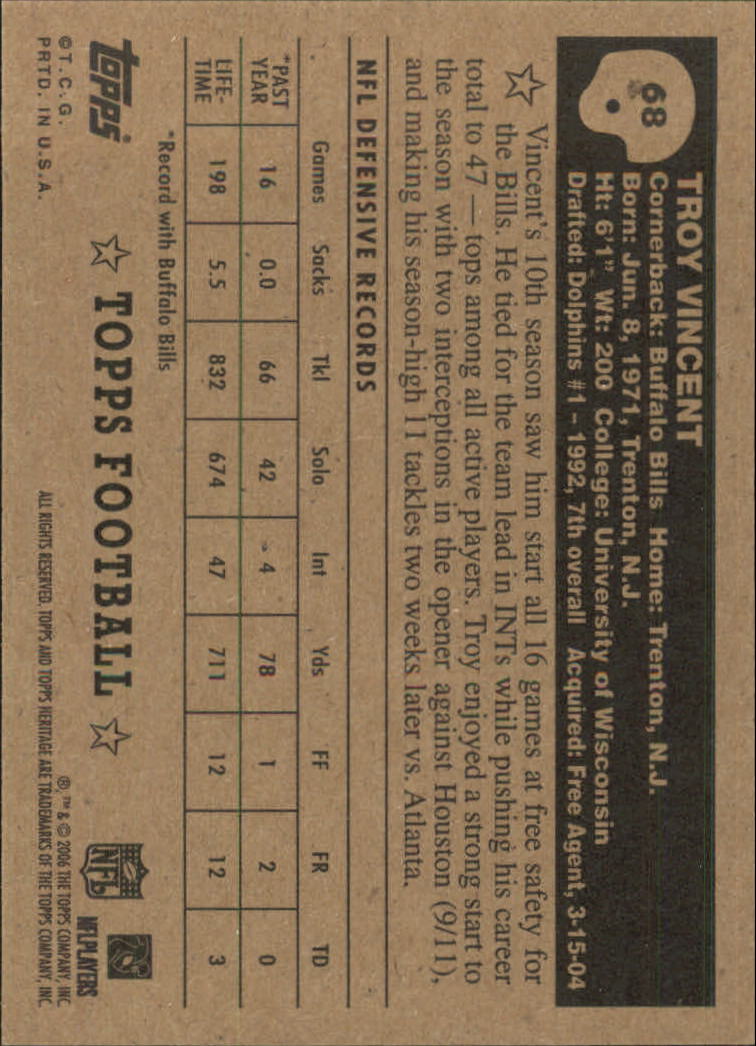 68
TROY VINCENT
Cornerback: Buffalo Bills Home: Trenton, N.J.
Born: Jun. 8, 1971, Trenton, N.J.
Ht: 6'1" Wt: 200 College: University of Wisconsin
Drafted: Dolphins #1 - 1992, 7th overall Acquired: Free Agent, 3-15-04
Vincent's 10th season saw him start all 16 games at free safety for
the Bills. He tied for the team lead in INTs while pushing his career
total to 47 — tops among all active players. Troy enjoyed a strong start to
the season with two interceptions in the opener against Houston (9/11),
and making his season-high 11 tackles two weeks later vs. Atlanta.
NFL DEFENSIVE RECORDS
Games Sacks Tkl Solo Int Yds FF FR TD
*PAST YEAR 16 0.0 66 42 4 78 1 2 0
LIFE-TIME 198 5.5 832 674 47 711 12 12 3
*Record with Buffalo Bills
topps
☆ TOPPS FOOTBALL ☆
NFL
NFLPLAYERS
©T.C.G.
PRTD. IN U.S.A.
®, ™ & © 2006 THE TOPPS COMPANY, INC
ALL RIGHTS RESERVED. TOPPS AND TOPPS HERITAGE ARE TRADEMARKS OF THE TOPPS COMPANY, INC